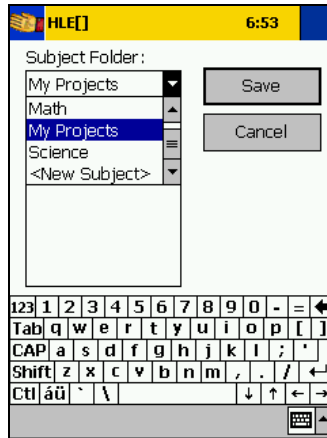 HLE[] 6:53
Subject Folder:
My Projects
Save
Math
My Projects
Cancel
Science
<New Subject>
123 1 2 3 4 5 6 7 8 9 0 - = ←
Tab q w e r t y u i o p [ ]
CAP a s d f g h j k l ; '
Shift z x c v b n m , . / ↵
Ctl áü ` \ ↓ ↑ ← →